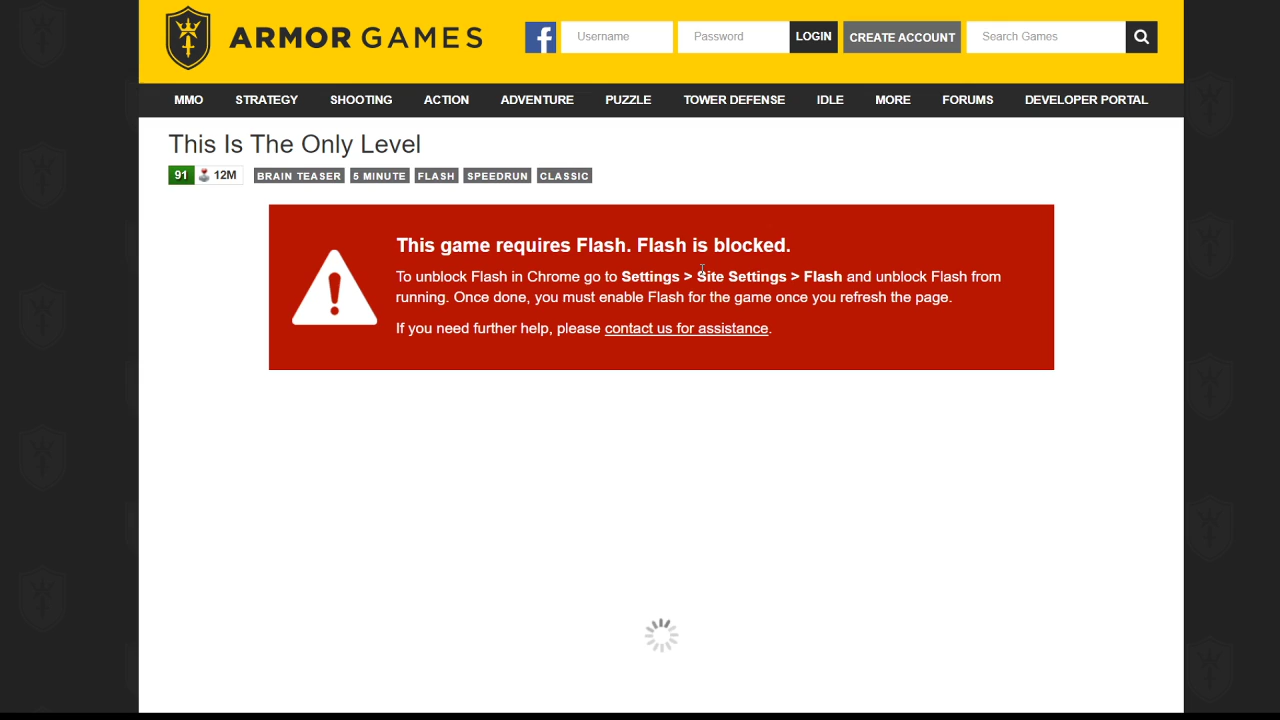 ARMOR GAMES
Username
Password
LOGIN
CREATE ACCOUNT
Search Games
MMO STRATEGY SHOOTING ACTION ADVENTURE PUZZLE TOWER DEFENSE IDLE MORE FORUMS DEVELOPER PORTAL
This Is The Only Level
91 12M BRAIN TEASER 5 MINUTE FLASH SPEEDRUN CLASSIC
This game requires Flash. Flash is blocked.
To unblock Flash in Chrome go to Settings > Site Settings > Flash and unblock Flash from
running. Once done, you must enable Flash for the game once you refresh the page.
If you need further help, please contact us for assistance.